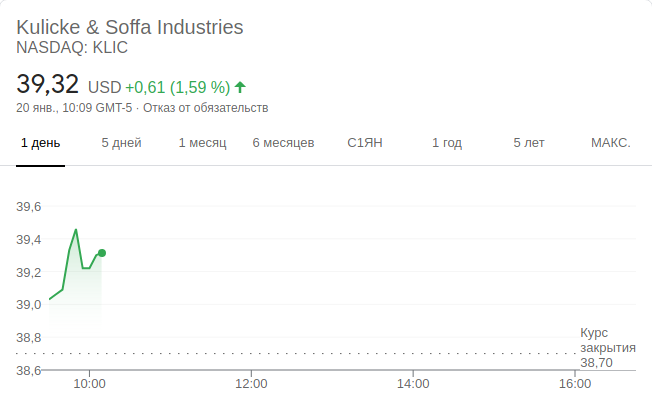 Kulicke & Soffa Industries
NASDAQ: KLIC
39,32 USD +0,61 (1,59 %)
20 янв., 10:09 GMT-5 · Отказ от обязательств
1 день 5 дней 1 месяц 6 месяцев С1ЯН 1 год 5 лет МАКС.
39,6
39,4
39,2
39,0
38,8
Курс
закрытия
38,70
38,6
10:00 12:00 14:00 16:00